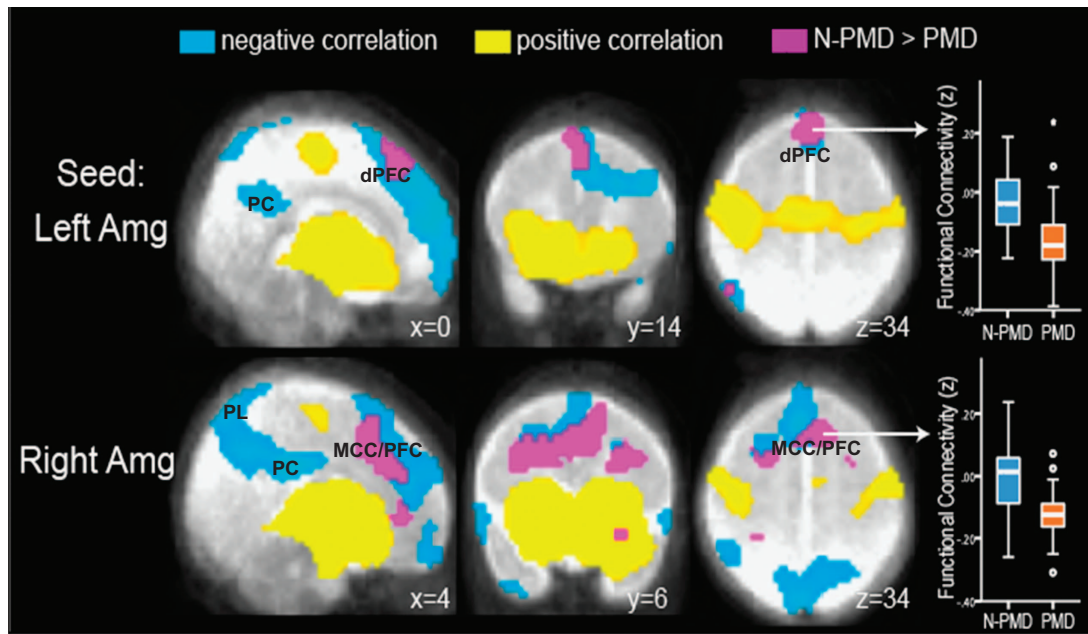 negative correlation positive correlation N-PMD > PMD
Seed:
Left Amg
PC
dPFC
x=0
y=14
dPFC
z=34
Functional Connectivity (z)
.20
.00
-.20
-.40
N-PMD PMD
Right Amg
PL
PC
MCC/PFC
x=4
y=6
MCC/PFC
z=34
Functional Connectivity (z)
.20
.00
-.20
-.40
N-PMD PMD